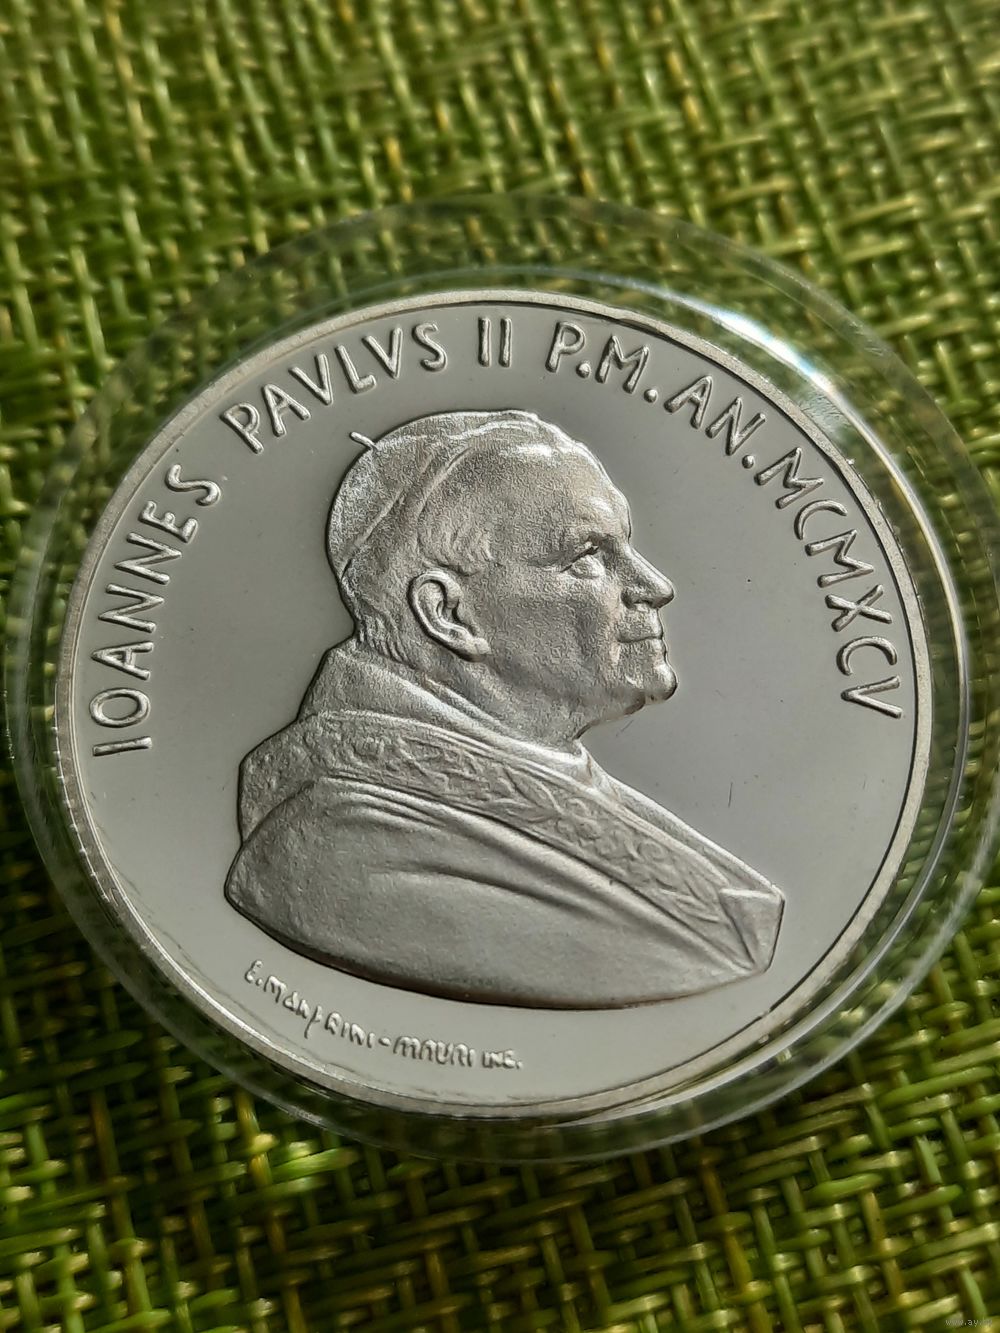 IOANNES PAVLVS II P.M. AN. MCMXCV
E. MANFRINI - MAURI INC.